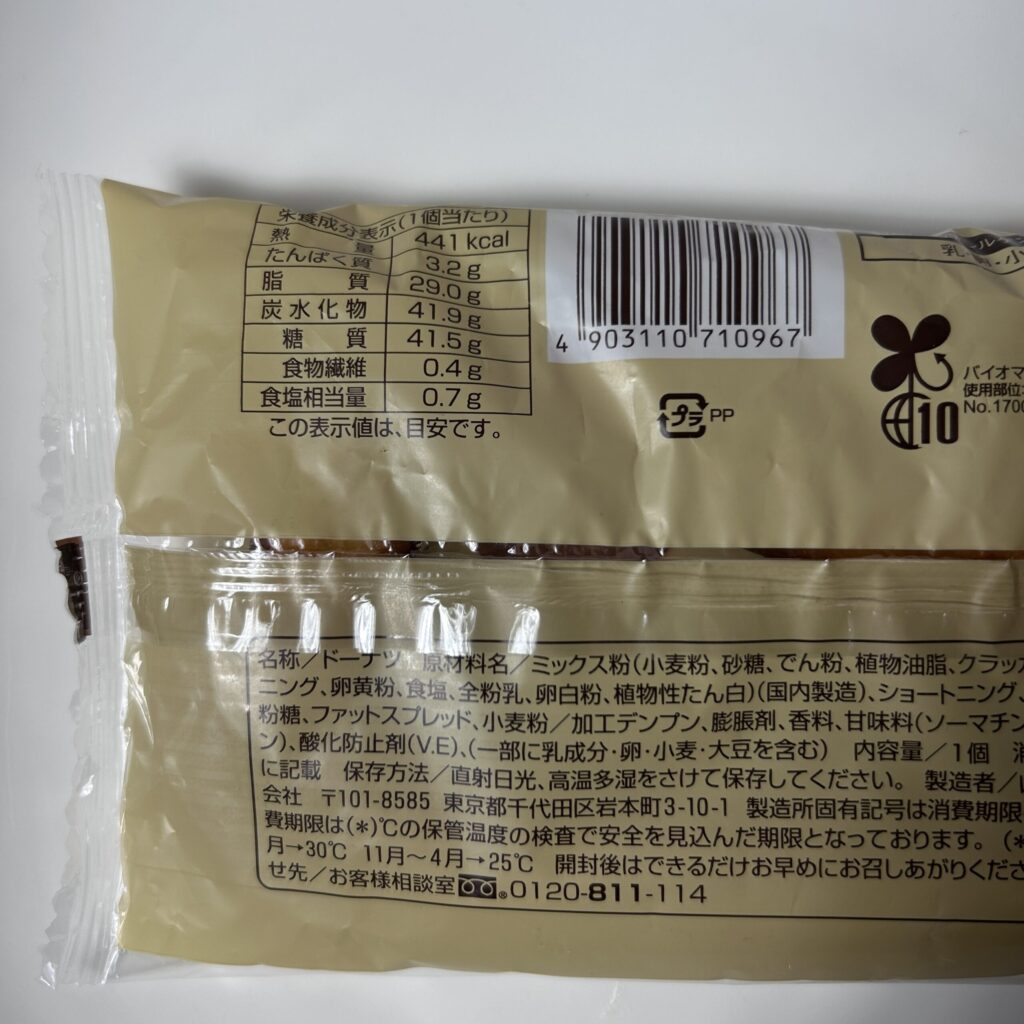 栄養成分表示(1個当たり)
熱量 441kcal
たんぱく質 3.2g
脂質 29.0g
炭水化物 41.9g
糖質 41.5g
食物繊維 0.4g
食塩相当量 0.7g
この表示値は、目安です。
4 903110 710967
プラ PP
乳・卵・小
バイオマ
使用部位:
No.1700
10
名称/ドーナツ 原材料名/ミックス粉(小麦粉、砂糖、でん粉、植物油脂、クラッカ
ニング、卵黄粉、食塩、全粉乳、卵白粉、植物性たん白)(国内製造)、ショートニング、
粉糖、ファットスプレッド、小麦粉/加工デンプン、膨脹剤、香料、甘味料(ソーマチン
ン)、酸化防止剤(V.E)、(一部に乳成分・卵・小麦・大豆を含む) 内容量/1個 消
に記載 保存方法/直射日光、高温多湿をさけて保存してください。 製造者/
会社 〒101-8585 東京都千代田区岩本町3-10-1 製造所固有記号は消費期限
費期限は(*)℃の保管温度の検査で安全を見込んだ期限となっております。(*
月→30℃ 11月〜4月→25℃ 開封後はできるだけお早めにお召しあがりくださ
せ先/お客様相談室 0120-811-114